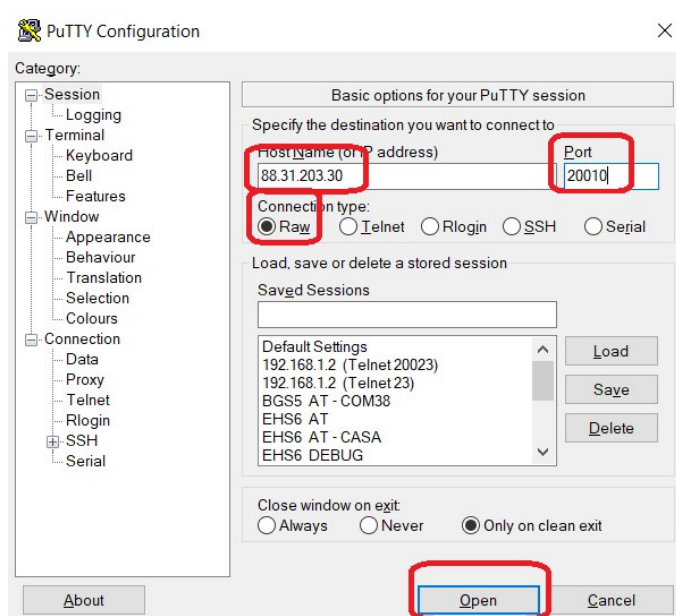 PuTTY Configuration
Category:
Session
Logging
Terminal
Keyboard
Bell
Features
Window
Appearance
Behaviour
Translation
Selection
Colours
Connection
Data
Proxy
Telnet
Rlogin
SSH
Serial
Basic options for your PuTTY session
Specify the destination you want to connect to
Host Name (or IP address) Port
88.31.203.30 20010
Connection type:
Raw Telnet Rlogin SSH Serial
Load, save or delete a stored session
Saved Sessions
Default Settings
192.168.1.2 (Telnet 20023)
192.168.1.2 (Telnet 23)
BGS5 AT - COM38
EHS6 AT
EHS6 AT - CASA
EHS6 DEBUG
Load
Save
Delete
Close window on exit:
Always Never Only on clean exit
About Open Cancel